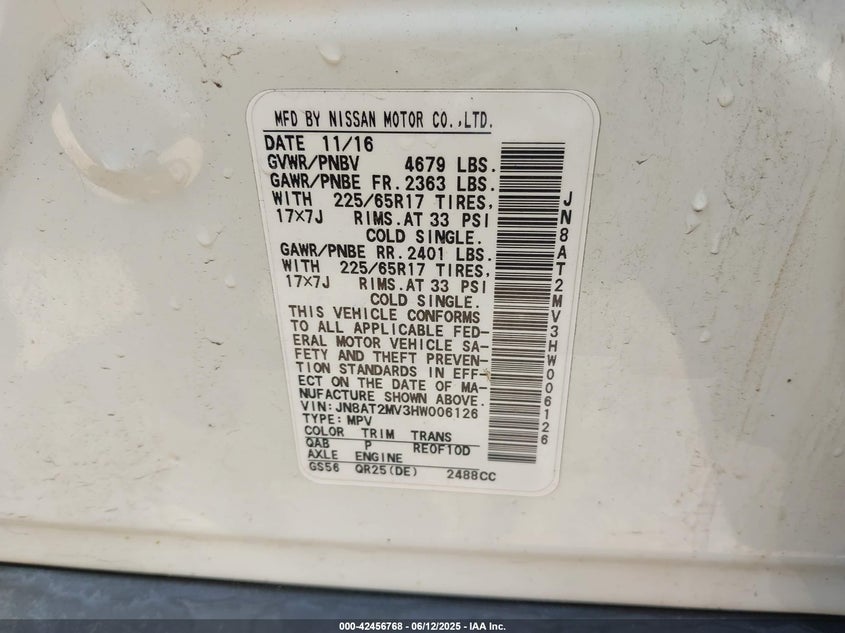 MFD BY NISSAN MOTOR CO.,LTD.
DATE 11/16
GVWR/PNBV 4679 LBS.
GAWR/PNBE FR. 2363 LBS.
WITH 225/65R17 TIRES,
17×7J RIMS. AT 33 PSI
COLD SINGLE.
GAWR/PNBE RR. 2401 LBS.
WITH 225/65R17 TIRES,
17×7J RIMS. AT 33 PSI
COLD SINGLE.
THIS VEHICLE CONFORMS
TO ALL APPLICABLE FED-
ERAL MOTOR VEHICLE SA-
FETY AND THEFT PREVEN-
TION STANDARDS IN EFF-
ECT ON THE DATE OF MA-
NUFACTURE SHOWN ABOVE.
VIN: JN8AT2MV3HW006126
TYPE: MPV
COLOR TRIM TRANS
QAB P RE0F10D
AXLE ENGINE
GS56 QR25(DE) 2488CC
JN8AT2MV3HW006126
000-42456768 - 06/12/2025 - IAA Inc.